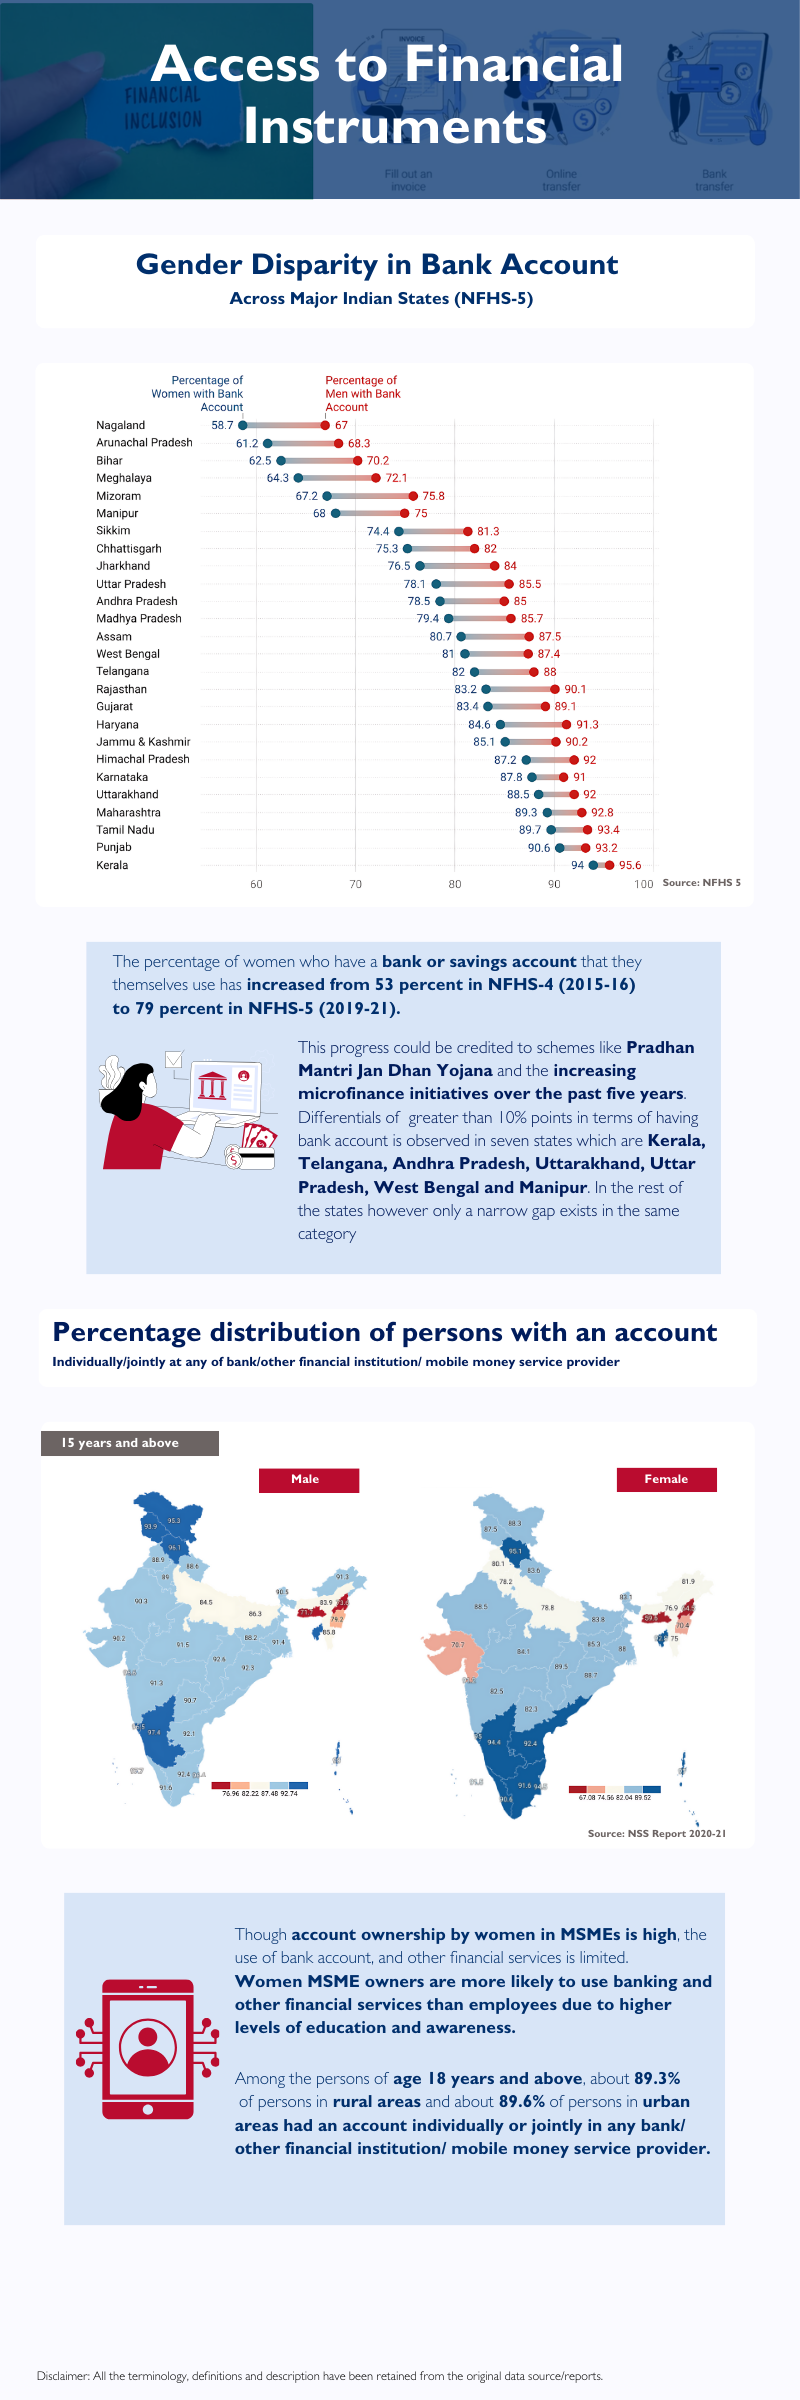 Access to Financial
Instruments
FINANCIAL
INCLUSION
INVOICE
Fill out an
invoice
Online
transfer
Bank
transfer
Gender Disparity in Bank Account
Across Major Indian States (NFHS-5)
Percentage of
Women with Bank
Account
Percentage of
Men with Bank
Account
Nagaland 58.7 67
Arunachal Pradesh 61.2 68.3
Bihar 62.5 70.2
Meghalaya 64.3 72.1
Mizoram 67.2 75.8
Manipur 68 75
Sikkim 74.4 81.3
Chhattisgarh 75.3 82
Jharkhand 76.5 84
Uttar Pradesh 78.1 85.5
Andhra Pradesh 78.5 85
Madhya Pradesh 79.4 85.7
Assam 80.7 87.5
West Bengal 81 87.4
Telangana 82 88
Rajasthan 83.2 90.1
Gujarat 83.4 89.1
Haryana 84.6 91.3
Jammu & Kashmir 85.1 90.2
Himachal Pradesh 87.2 92
Karnataka 87.8 91
Uttarakhand 88.5 92
Maharashtra 89.3 92.8
Tamil Nadu 89.7 93.4
Punjab 90.6 93.2
Kerala 94 95.6
60 70 80 90 100
Source: NFHS 5
The percentage of women who have a bank or savings account that they
themselves use has increased from 53 percent in NFHS-4 (2015-16)
to 79 percent in NFHS-5 (2019-21).
This progress could be credited to schemes like Pradhan
Mantri Jan Dhan Yojana and the increasing
microfinance initiatives over the past five years.
Differentials of greater than 10% points in terms of having
bank account is observed in seven states which are Kerala,
Telangana, Andhra Pradesh, Uttarakhand, Uttar
Pradesh, West Bengal and Manipur. In the rest of
the states however only a narrow gap exists in the same
category
Percentage distribution of persons with an account
Individually/jointly at any of bank/other financial institution/ mobile money service provider
15 years and above
Male
95.3
93.9
96.1
88.9
88.6
89
90.3
84.5
86.3
90.5
91.3
83.9
79.2
85.8
90.2
91.5
88.2
91.4
92.6
92.3
91.3
90.7
97.4
92.1
92.4
91.6
76.96 82.22 87.48 92.74
Female
88.3
87.5
95.1
80.1
83.6
78.2
88.5
78.8
83.8
81.9
76.9
70.4
75
70.7
84.1
85.3
88
89.5
88.7
82.5
82.3
94.4
92.4
91.6
90.6
67.08 74.56 82.04 89.52
Source: NSS Report 2020-21
Though account ownership by women in MSMEs is high, the
use of bank account, and other financial services is limited.
Women MSME owners are more likely to use banking and
other financial services than employees due to higher
levels of education and awareness.
Among the persons of age 18 years and above, about 89.3%
of persons in rural areas and about 89.6% of persons in urban
areas had an account individually or jointly in any bank/
other financial institution/ mobile money service provider.
Disclaimer: All the terminology, definitions and description have been retained from the original data source/reports.